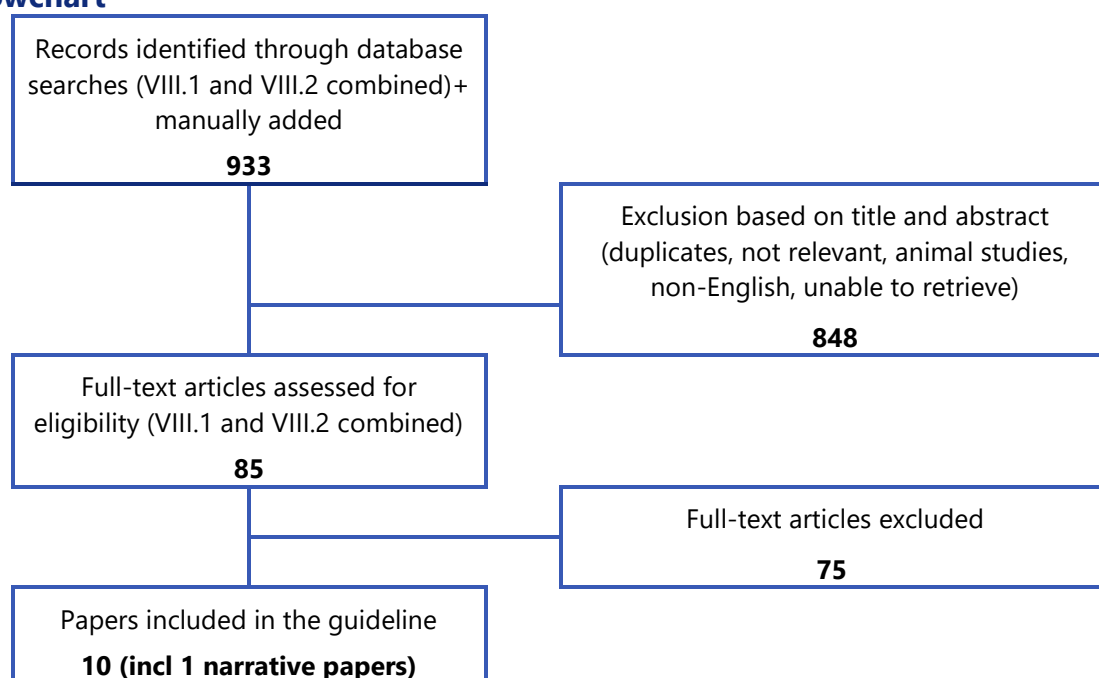 Records identified through database
searches (VIII.1 and VIII.2 combined)+
manually added
933
Exclusion based on title and abstract
(duplicates, not relevant, animal studies,
non-English, unable to retrieve)
848
Full-text articles assessed for
eligibility (VIII.1 and VIII.2 combined)
85
Full-text articles excluded
75
Papers included in the guideline
10 (incl 1 narrative papers)